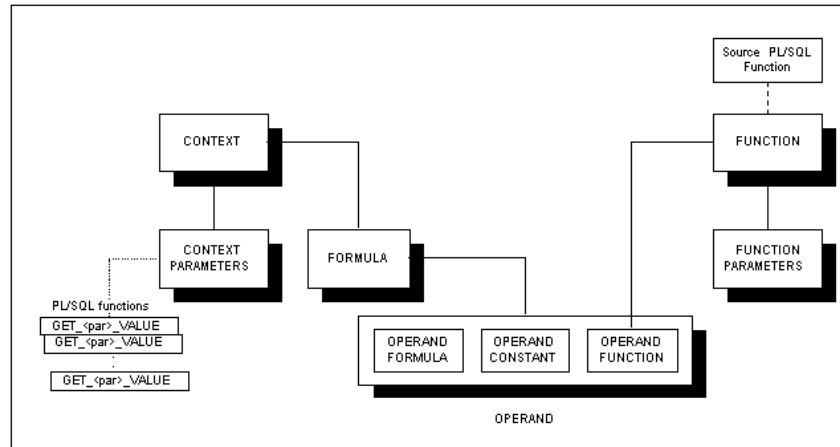 Source PL/SQL
Function
CONTEXT
FUNCTION
CONTEXT
PARAMETERS
FORMULA
FUNCTION
PARAMETERS
PL/SQL functions
GET_<par>_VALUE
GET_<par>_VALUE
GET_<par>_VALUE
OPERAND
FORMULA
OPERAND
CONSTANT
OPERAND
FUNCTION
OPERAND